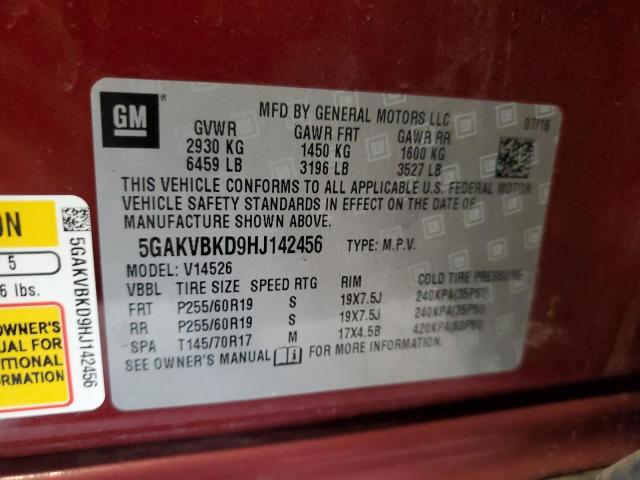 GM
MFD BY GENERAL MOTORS LLC
07/16
GVWR GAWR FRT GAWR RR
2930 KG 1450 KG 1600 KG
6459 LB 3196 LB 3527 LB
THIS VEHICLE CONFORMS TO ALL APPLICABLE U.S. FEDERAL MOTOR
VEHICLE SAFETY STANDARDS IN EFFECT ON THE DATE OF
MANUFACTURE SHOWN ABOVE.
5GAKVBKD9HJ142456 TYPE: M.P.V.
MODEL: V14526
VBBL TIRE SIZE SPEED RTG RIM COLD TIRE PRESSURE
FRT P255/60R19 S 19X7.5J 240KPA(35PSI)
RR P255/60R19 S 19X7.5J 240KPA(35PSI)
SPA T145/70R17 M 17X4.5B 420KPA(60PSI)
SEE OWNER'S MANUAL i FOR MORE INFORMATION.
ON
5
6 lbs.
OWNER'S
UAL FOR
ITIONAL
RMATION
5GAKVBKD9HJ142456